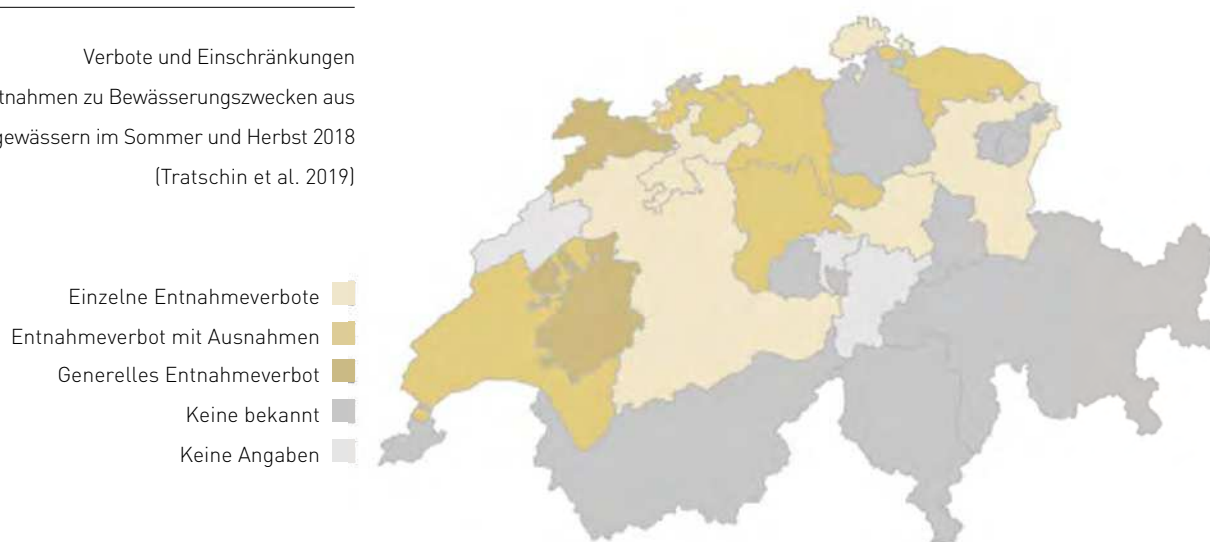 Verbote und Einschränkungen
tnahmen zu Bewässerungszwecken aus
gewässern im Sommer und Herbst 2018
(Tratschin et al. 2019)
Einzelne Entnahmeverbote
Entnahmeverbot mit Ausnahmen
Generelles Entnahmeverbot
Keine bekannt
Keine Angaben